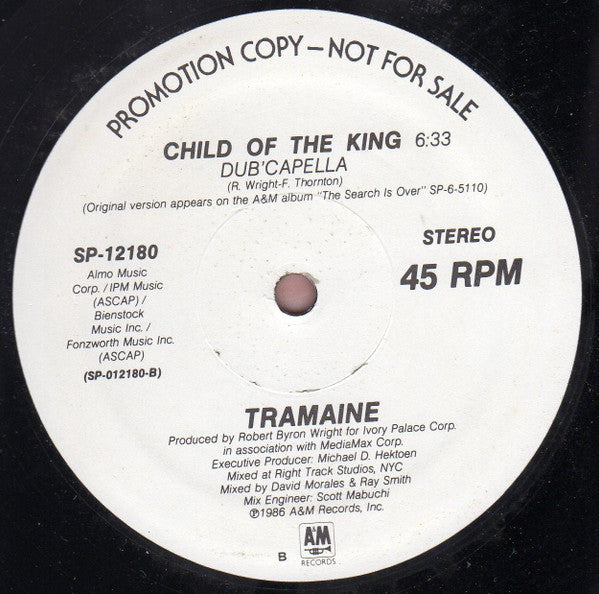 PROMOTION COPY – NOT FOR SALE
CHILD OF THE KING 6:33
DUB'CAPELLA
(R. Wright-F. Thornton)
(Original version appears on the A&M album "The Search Is Over" SP-6-5110)
SP-12180
Almo Music
Corp. / IPM Music
(ASCAP) /
Bienstock
Music Inc. /
Fonzworth Music Inc.
(ASCAP)
(SP-012180-B)
STEREO
45 RPM
TRAMAINE
Produced by Robert Byron Wright for Ivory Palace Corp.
in association with MediaMax Corp.
Executive Producer: Michael D. Hektoen
Mixed at Right Track Studios, NYC
Mixed by David Morales & Ray Smith
Mix Engineer: Scott Mabuchi
℗1986 A&M Records, Inc.
B
A&M
RECORDS